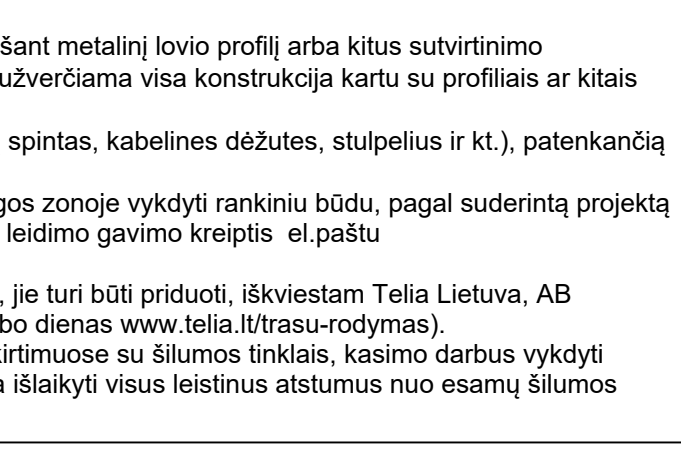 šant metalinį lovio profilį arba kitus sutvirtinimo
užverčiama visa konstrukcija kartu su profiliais ar kitais
spintas, kabelines dėžutes, stulpelius ir kt.), patenkančią
gos zonoje vykdyti rankiniu būdu, pagal suderintą projektą
leidimo gavimo kreiptis el.paštu
, jie turi būti priduoti, iškviestam Telia Lietuva, AB
bo dienas www.telia.lt/trasu-rodymas).
kirtimuose su šilumos tinklais, kasimo darbus vykdyti
a išlaikyti visus leistinus atstumus nuo esamų šilumos